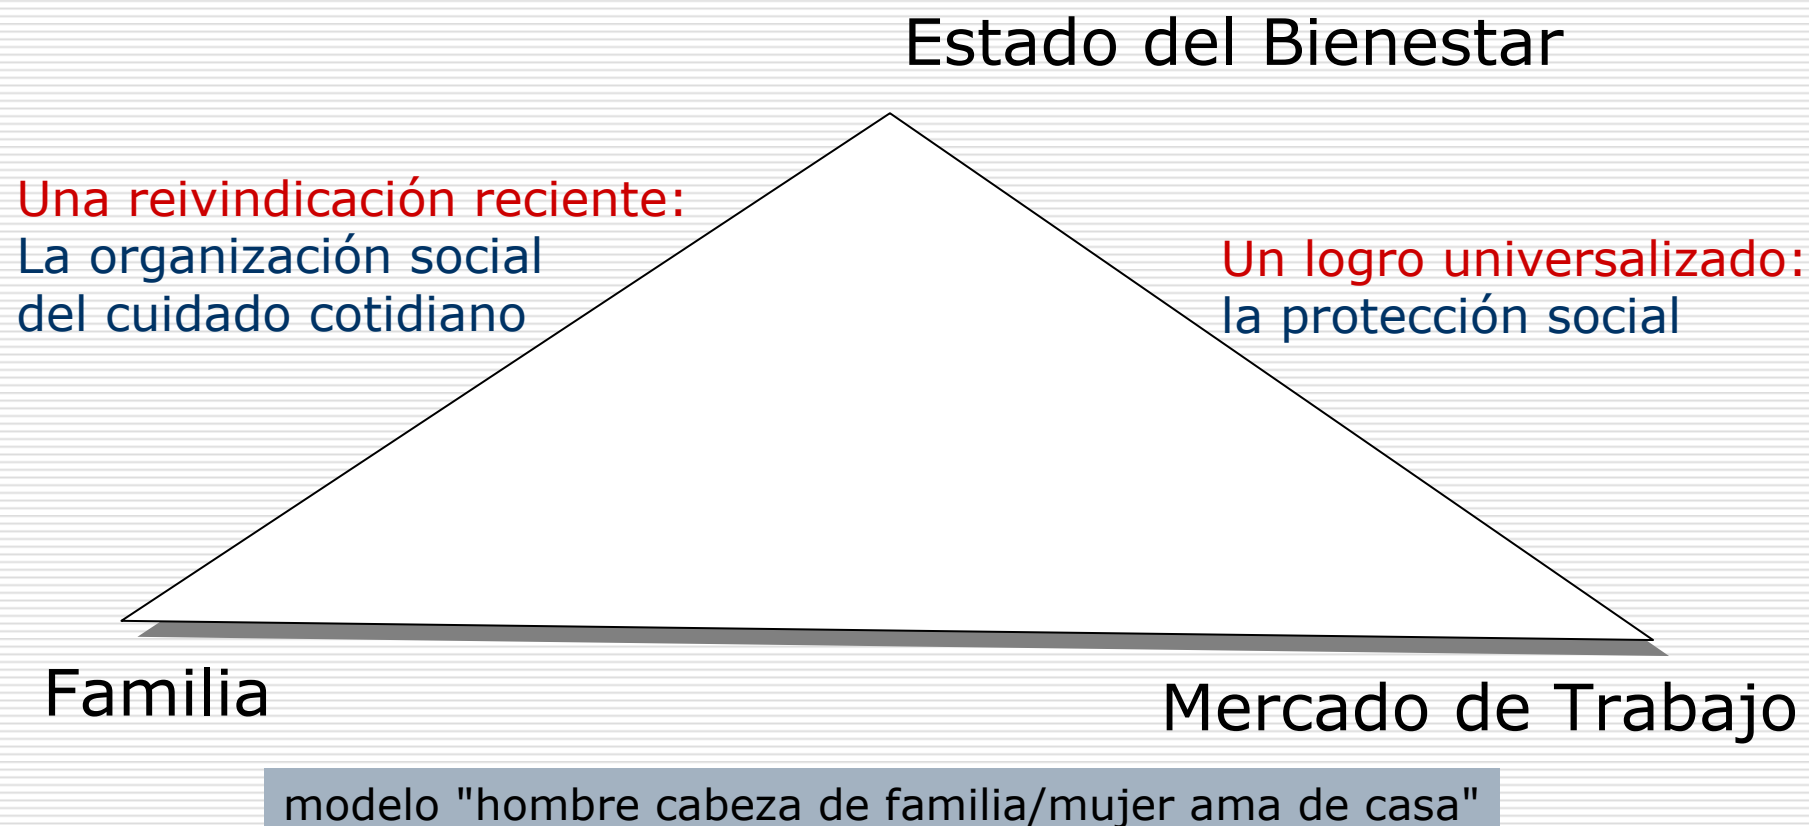 Estado del Bienestar
Una reivindicación reciente:
La organización social
del cuidado cotidiano
Un logro universalizado:
la protección social
Familia
Mercado de Trabajo
modelo "hombre cabeza de familia/mujer ama de casa"